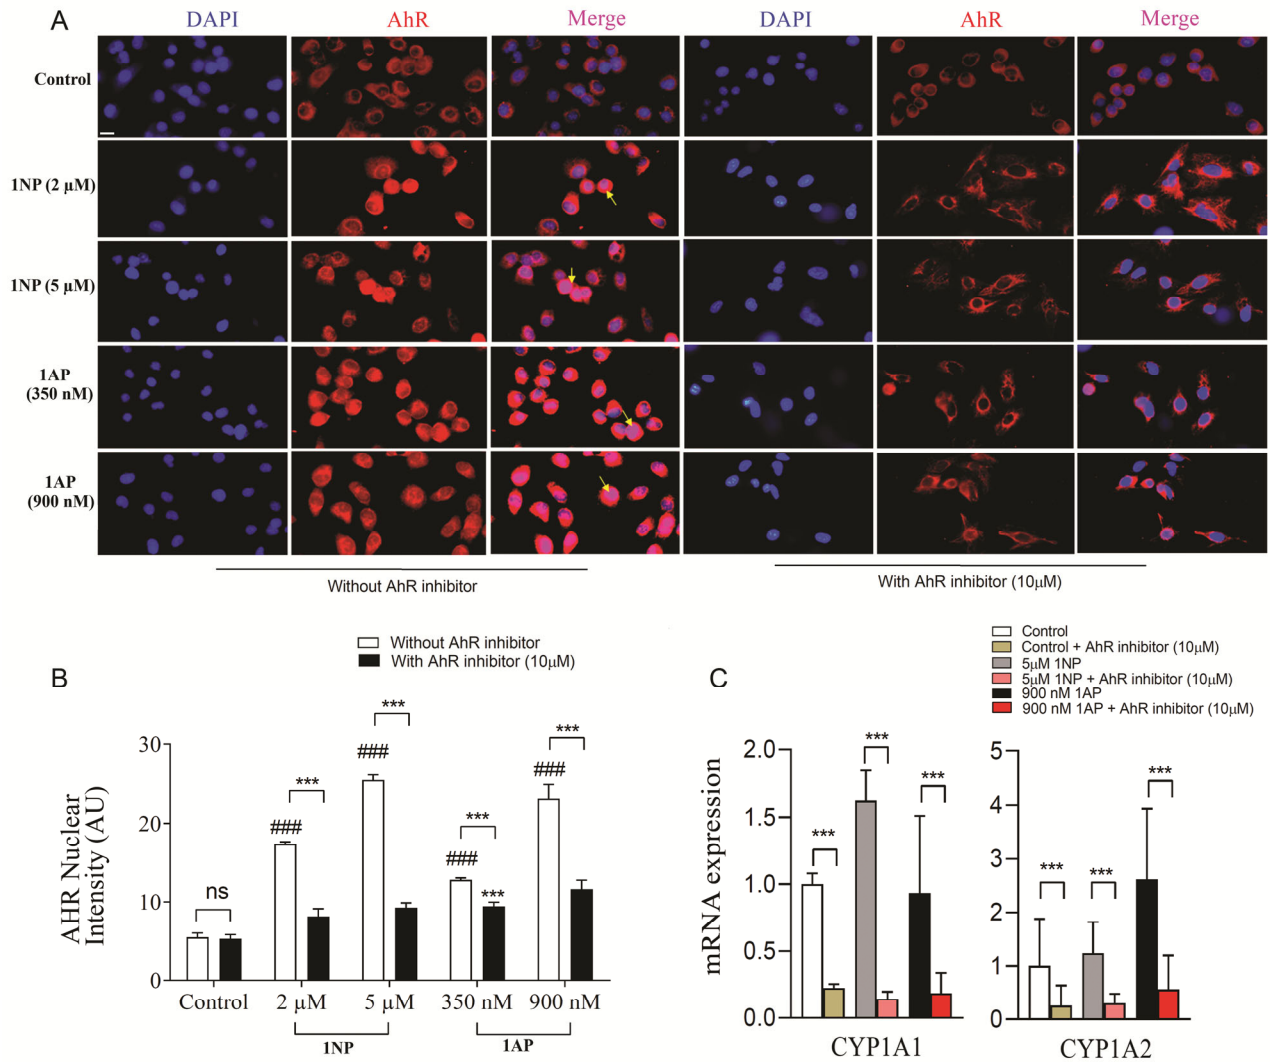 A
DAPI
AhR
Merge
DAPI
AhR
Merge
Control
1NP (2 µM)
1NP (5 µM)
1AP
(350 nM)
1AP
(900 nM)
Without AhR inhibitor
With AhR inhibitor (10µM)
B
Without AhR inhibitor
With AhR inhibitor (10µM)
AHR Nuclear
Intensity (AU)
30
20
10
0
ns
###
***
###
***
###
***
***
###
***
Control
2 µM
5 µM
350 nM
900 nM
1NP
1AP
C
Control
Control + AhR inhibitor (10µM)
5µM 1NP
5µM 1NP + AhR inhibitor (10µM)
900 nM 1AP
900 nM 1AP + AhR inhibitor (10µM)
mRNA expression
2.0
1.5
1.0
0.5
0.0
***
***
***
CYP1A1
5
4
3
2
1
0
***
***
***
CYP1A2